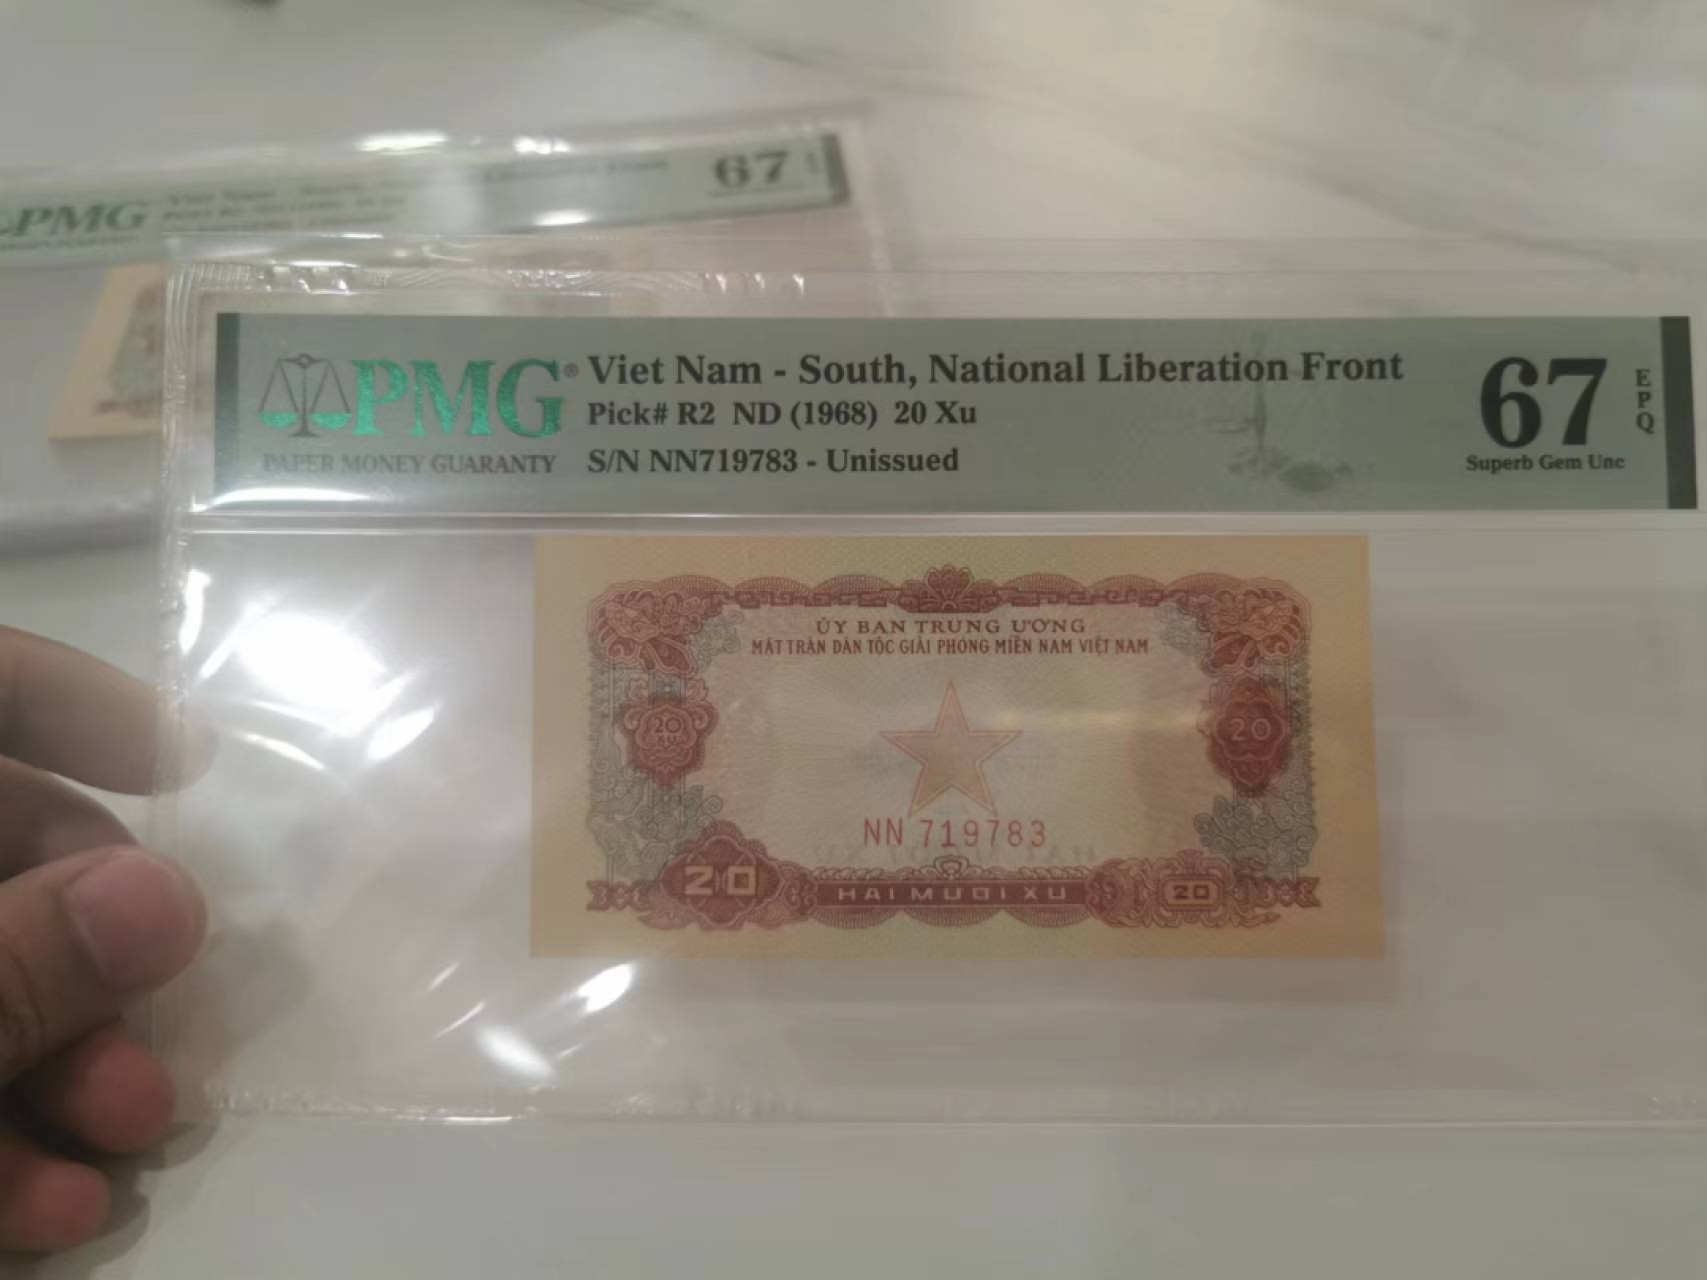 PMG
67
PMG® Viet Nam - South, National Liberation Front
Pick# R2 ND (1968) 20 Xu
PAPER MONEY GUARANTY S/N NN719783 - Unissued
67 EPQ
Superb Gem Unc
ỦY BAN TRUNG ƯƠNG
MẶT TRẬN DÂN TỘC GIẢI PHÓNG MIỀN NAM VIỆT NAM
20
XU
20
NN 719783
20 HAI MƯƠI XU 20